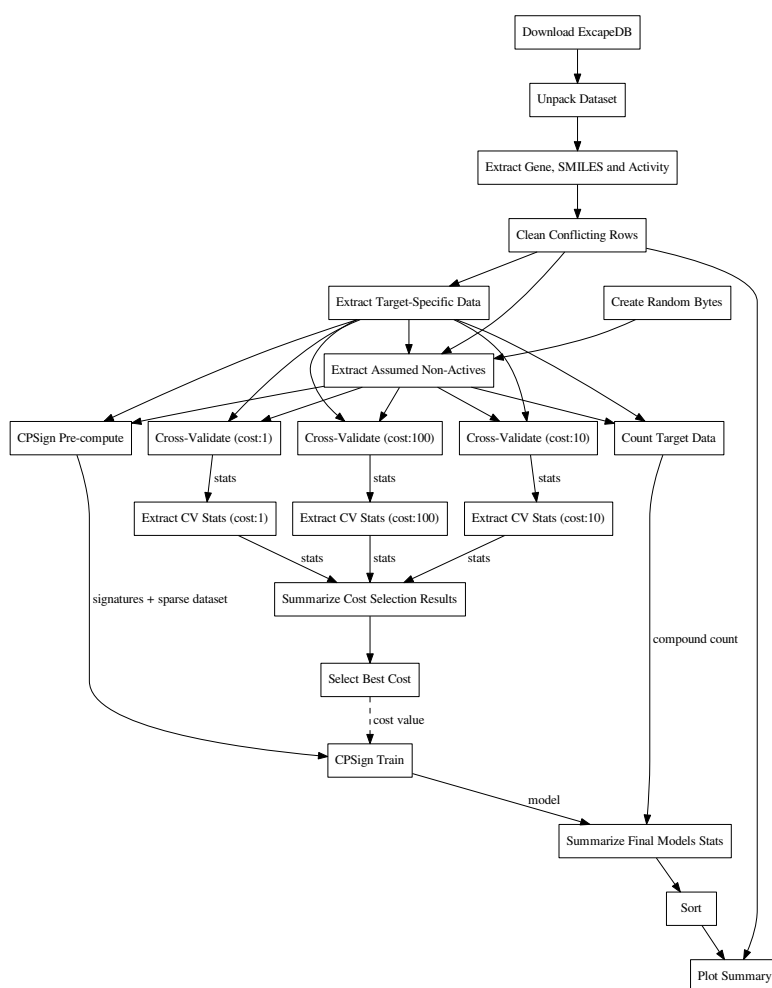 Download ExcapeDB
Unpack Dataset
Extract Gene, SMILES and Activity
Clean Conflicting Rows
Extract Target-Specific Data
Create Random Bytes
Extract Assumed Non-Actives
CPSign Pre-compute
Cross-Validate (cost:1)
Cross-Validate (cost:100)
Cross-Validate (cost:10)
Count Target Data
stats
stats
stats
Extract CV Stats (cost:1)
Extract CV Stats (cost:100)
Extract CV Stats (cost:10)
stats
stats
stats
Summarize Cost Selection Results
signatures + sparse dataset
compound count
Select Best Cost
cost value
CPSign Train
model
Summarize Final Models Stats
Sort
Plot Summary